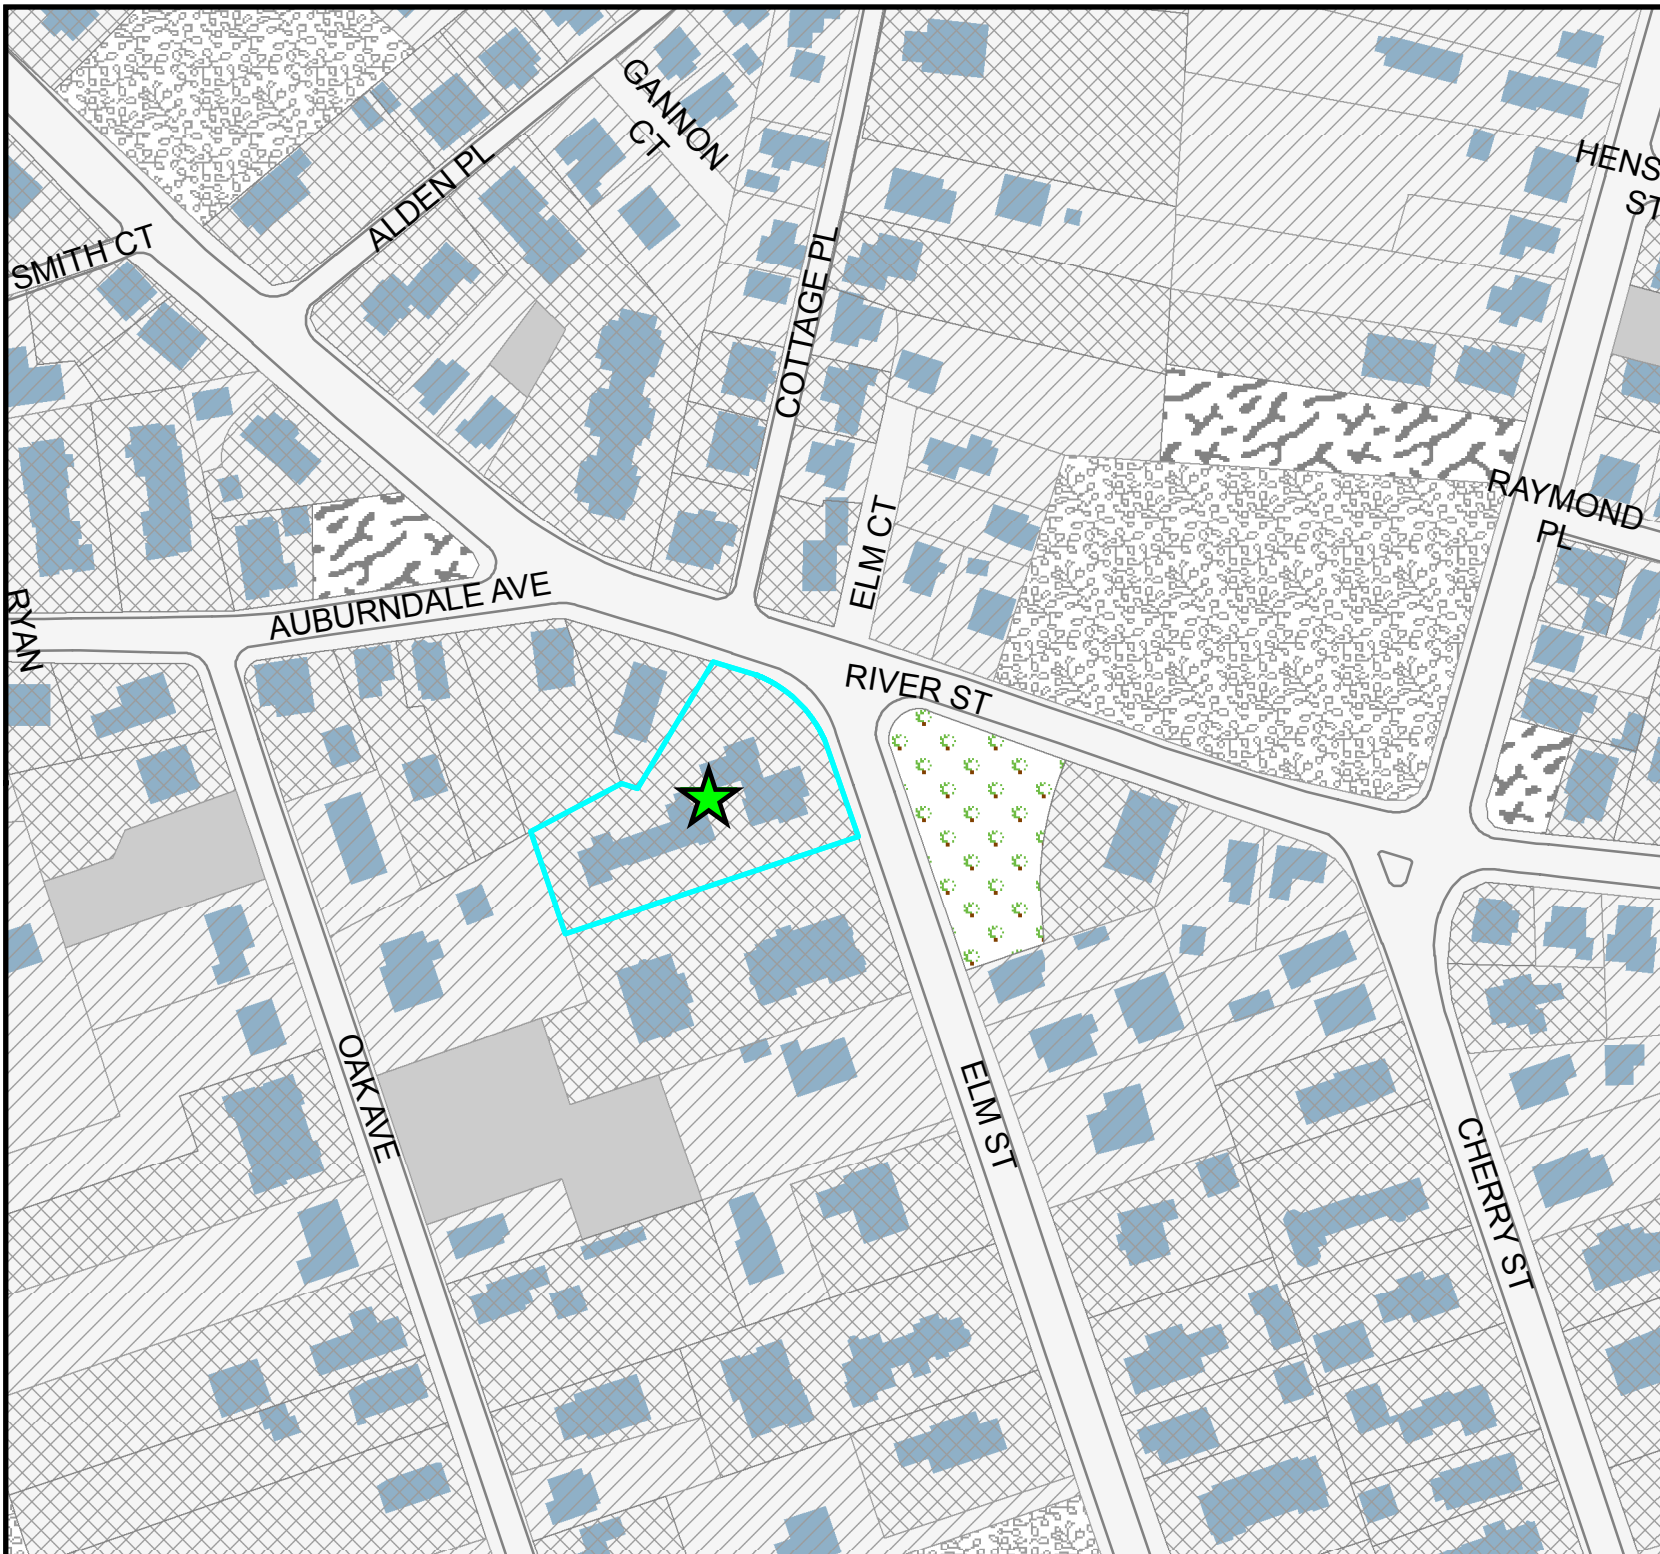 GANNON
CT
HENS
ST
ALDEN PL
SMITH CT
COTTAGE PL
RAYMOND
PL
ELM CT
AUBURNDALE AVE
RYAN
RIVER ST
OAK AVE
ELM ST
CHERRY ST